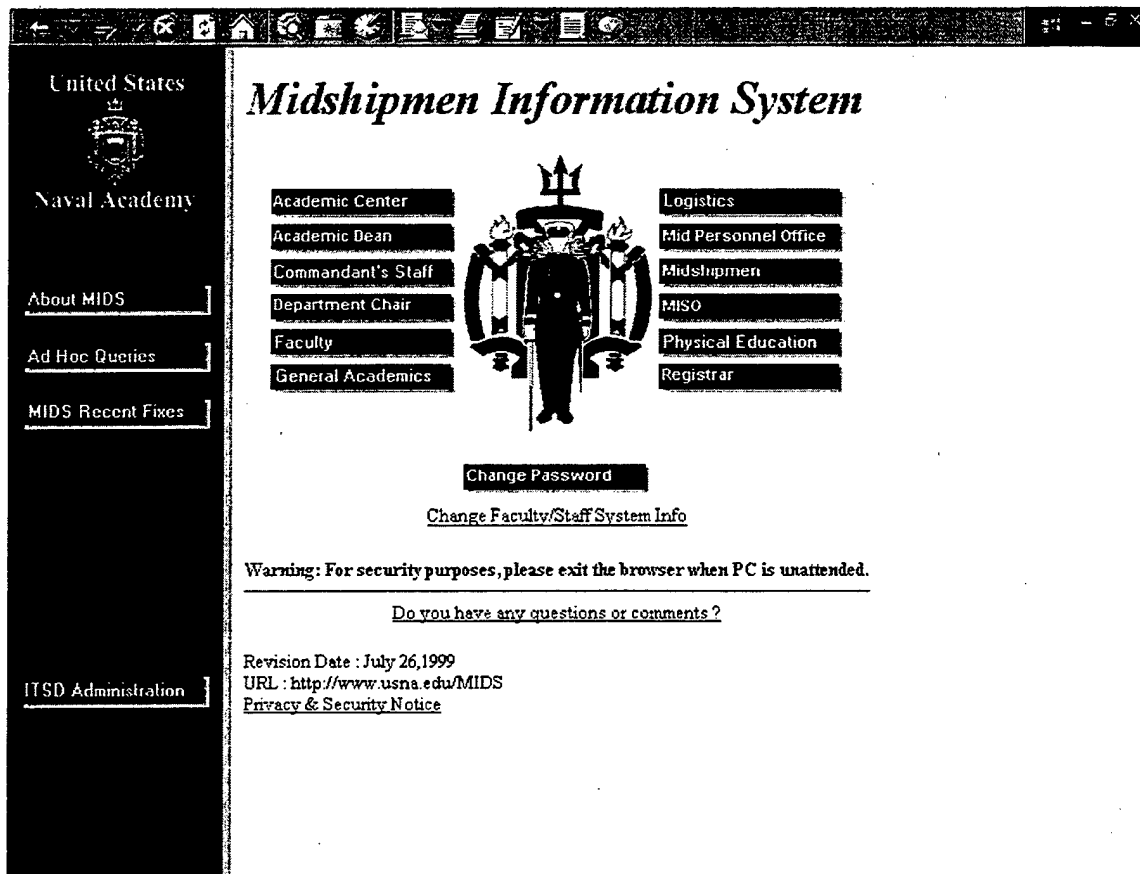 United States
Naval Academy
About MIDS
Ad Hoc Queries
MIDS Recent Fixes
ITSD Administration
Midshipmen Information System
Academic Center
Academic Dean
Commandant's Staff
Department Chair
Faculty
General Academics
Logistics
Mid Personnel Office
Midshipmen
MISO
Physical Education
Registrar
Change Password
Change Faculty/Staff System Info
Warning: For security purposes, please exit the browser when PC is unattended.
Do you have any questions or comments ?
Revision Date : July 26,1999
URL : http://www.usna.edu/MIDS
Privacy & Security Notice